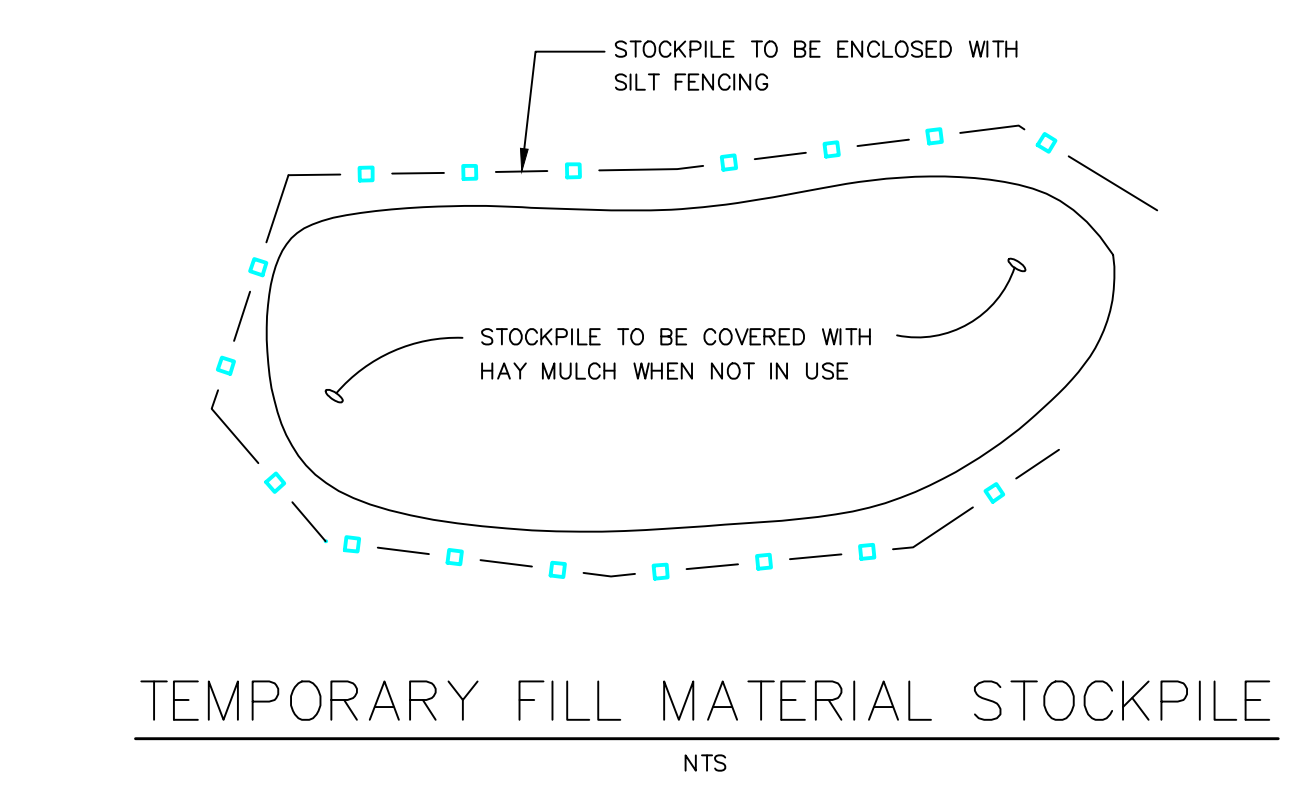 STOCKPILE TO BE ENCLOSED WITH
SILT FENCING
STOCKPILE TO BE COVERED WITH
HAY MULCH WHEN NOT IN USE
TEMPORARY FILL MATERIAL STOCKPILE
NTS